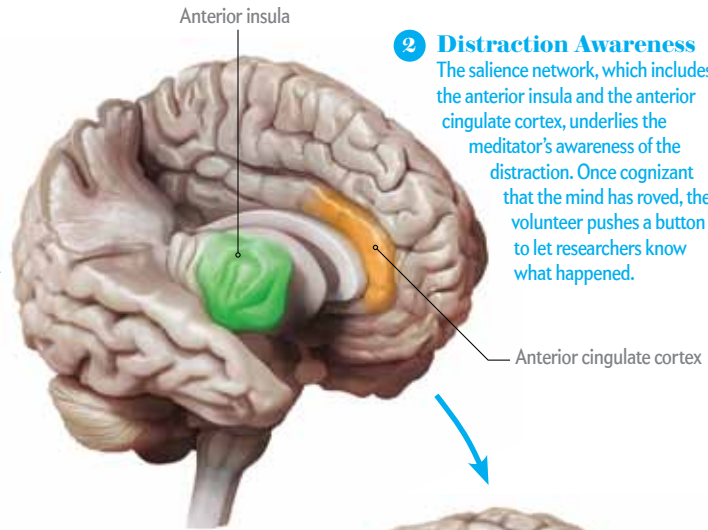 Anterior insula
2 Distraction Awareness
The salience network, which includes
the anterior insula and the anterior
cingulate cortex, underlies the
meditator's awareness of the
distraction. Once cognizant
that the mind has roved, the
volunteer pushes a button
to let researchers know
what happened.
Anterior cingulate cortex